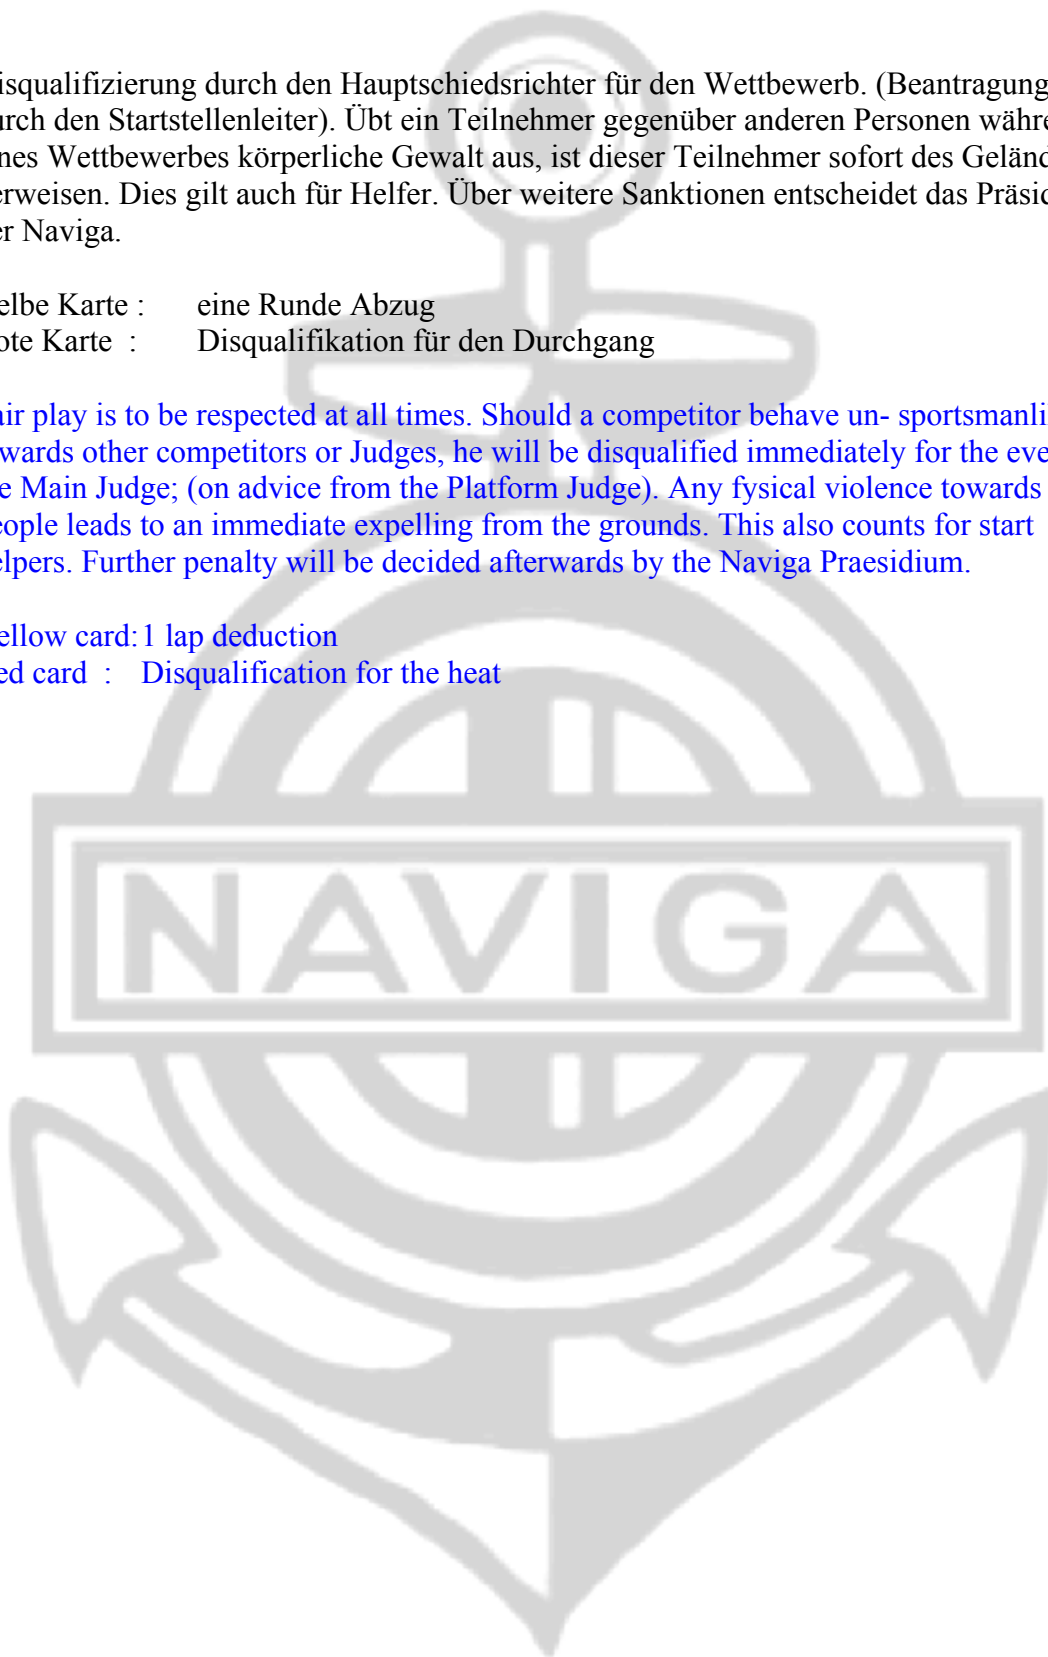 isqualifizierung durch den Hauptschiedsrichter für den Wettbewerb. (Beantragung
urch den Startstellenleiter). Übt ein Teilnehmer gegenüber anderen Personen währe
nes Wettbewerbes körperliche Gewalt aus, ist dieser Teilnehmer sofort des Geländ
erweisen. Dies gilt auch für Helfer. Über weitere Sanktionen entscheidet das Präsid
er Naviga.
elbe Karte : eine Runde Abzug
ote Karte : Disqualifikation für den Durchgang
air play is to be respected at all times. Should a competitor behave un- sportsmanli
wards other competitors or Judges, he will be disqualified immediately for the eve
e Main Judge; (on advice from the Platform Judge). Any fysical violence towards
eople leads to an immediate expelling from the grounds. This also counts for start
elpers. Further penalty will be decided afterwards by the Naviga Praesidium.
ellow card: 1 lap deduction
ed card : Disqualification for the heat
NAVIGA